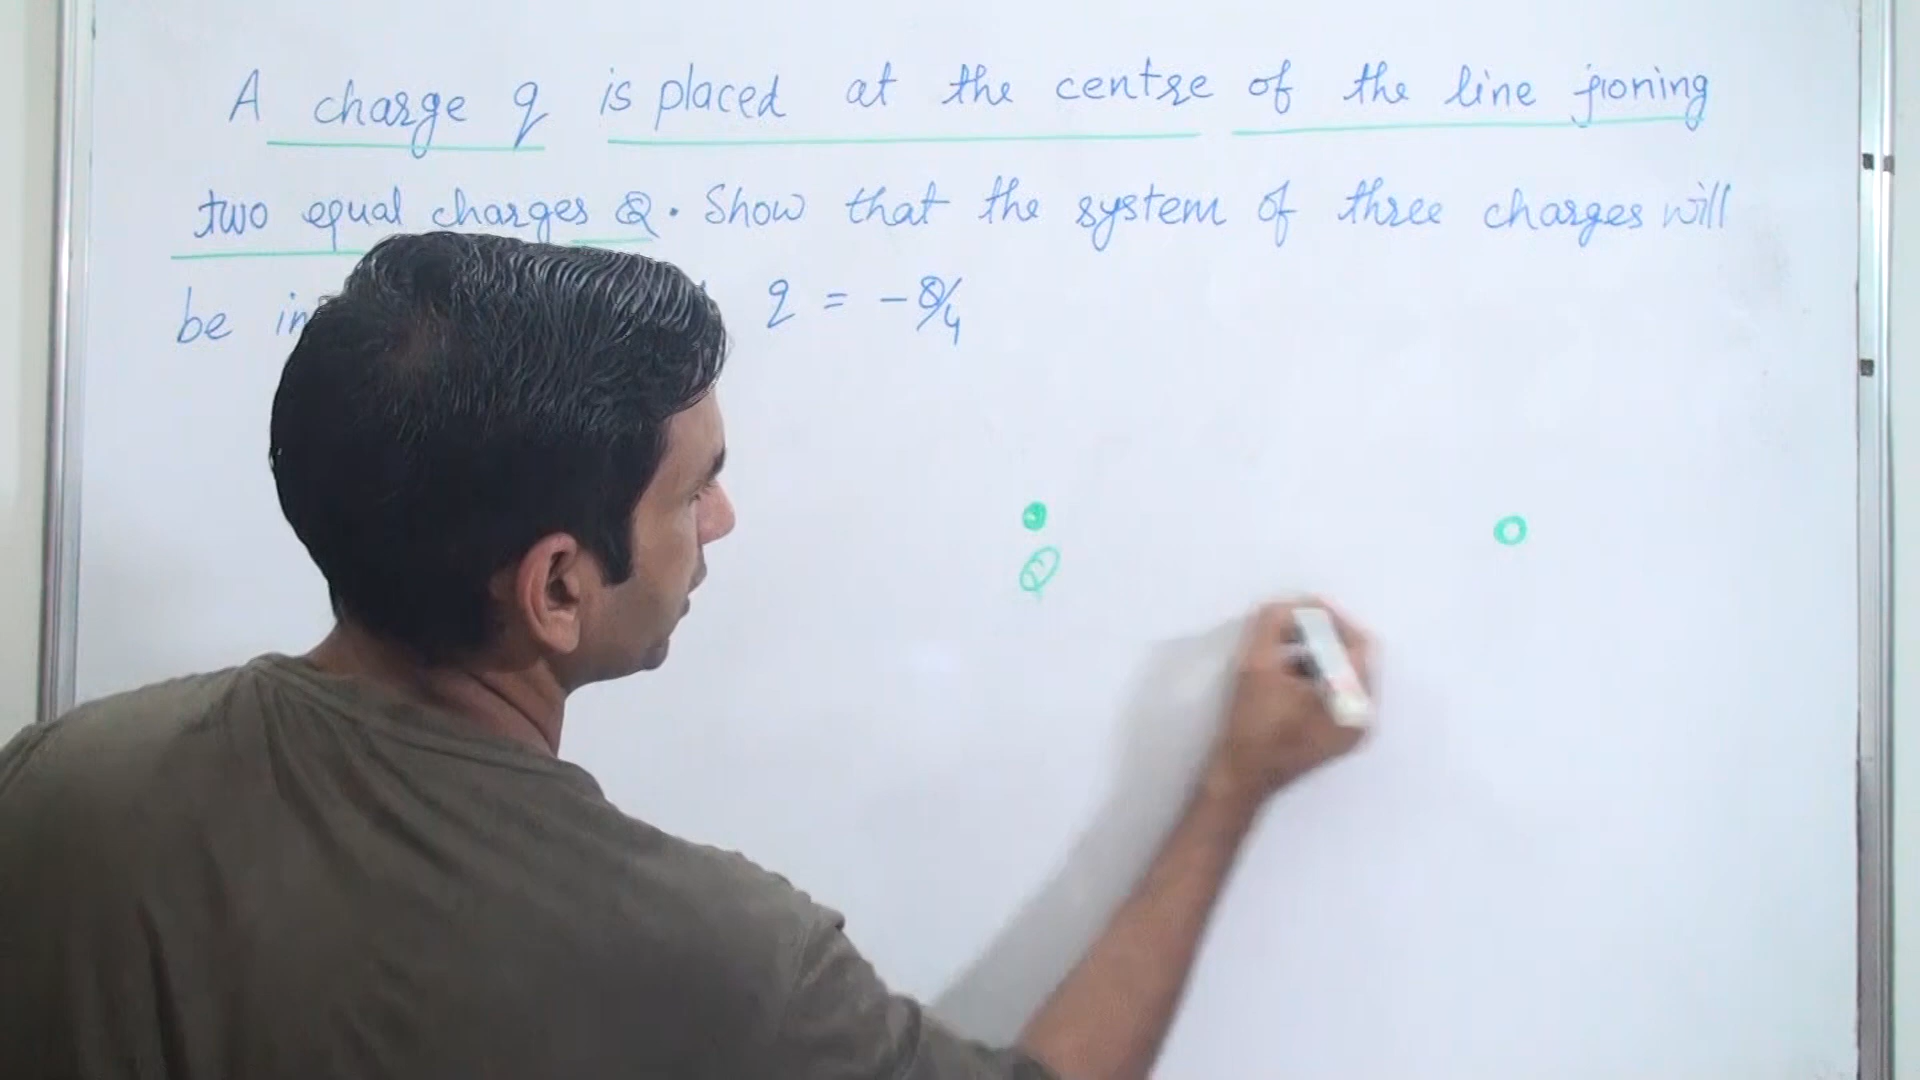 A charge q is placed at the centre of the line jioning
two equal charges Q. Show that the system of three charges will
be in q = -Q/4
Q